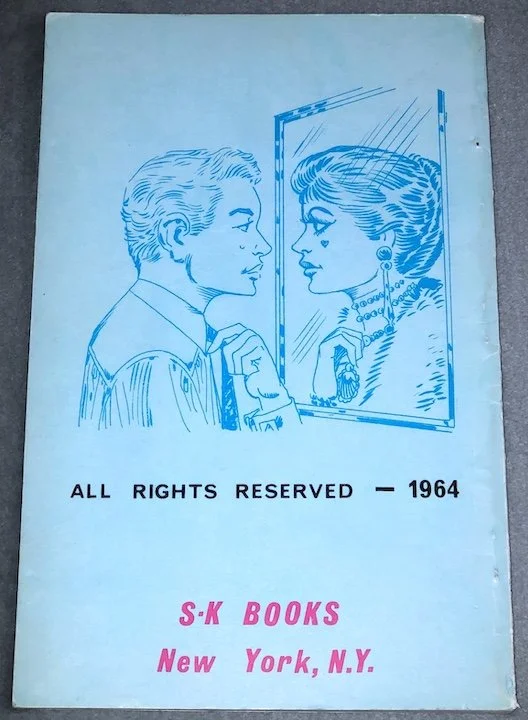 ALL RIGHTS RESERVED — 1964
S-K BOOKS
New York, N.Y.